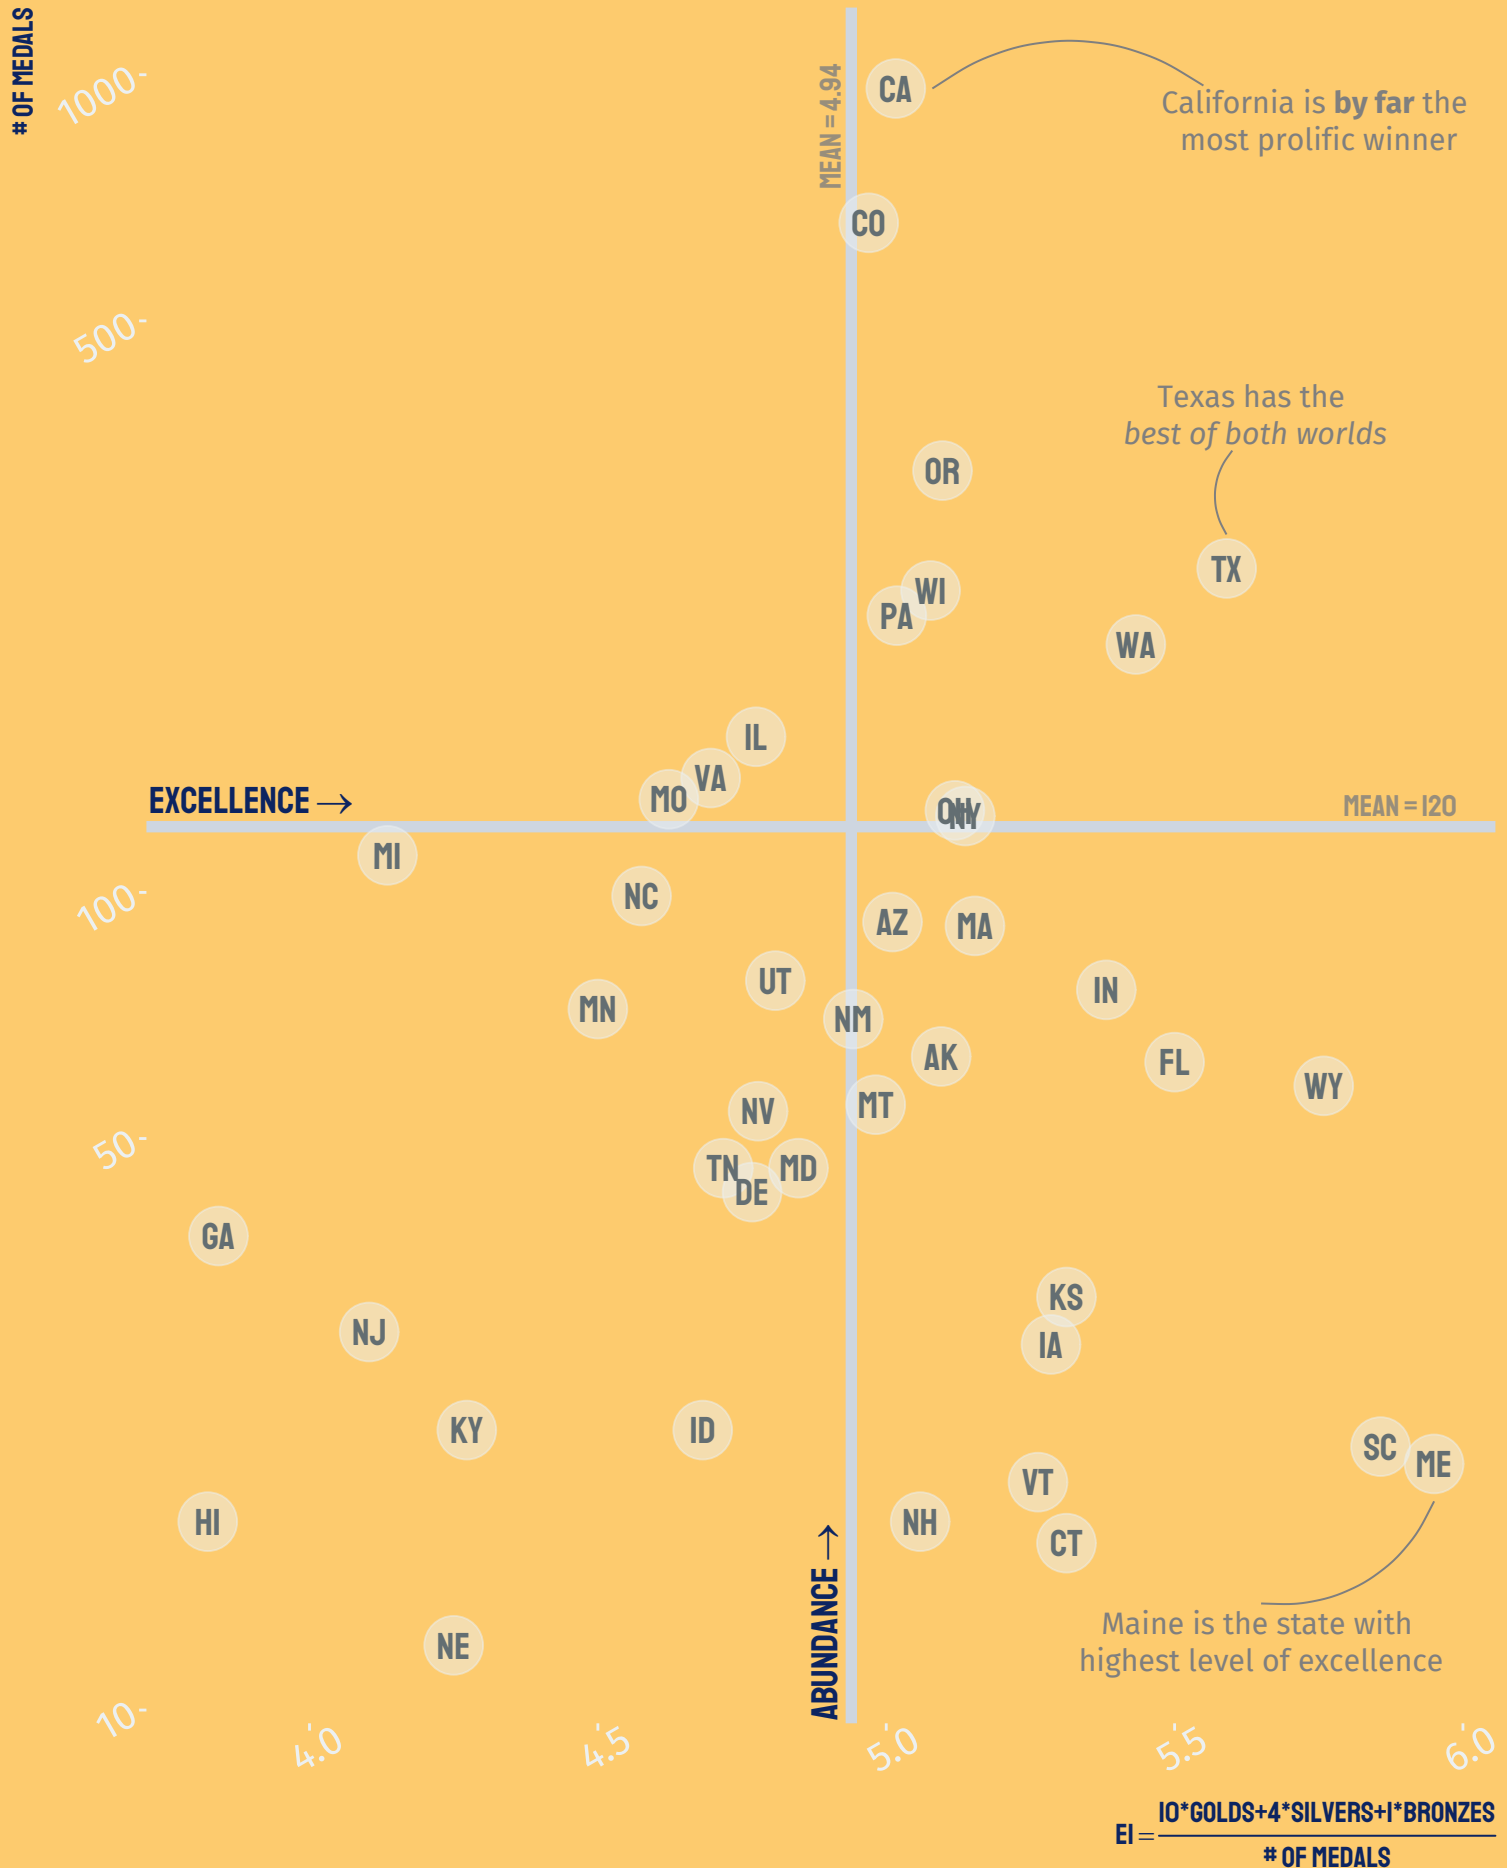 # OF MEDALS
1000
MEAN = 4.94
CA
California is by far the
most prolific winner
CO
500
Texas has the
best of both worlds
OR
TX
WI
PA
WA
IL
VA
MO
EXCELLENCE →
OH
NY
MEAN = 120
MI
100
NC
AZ
MA
UT
IN
MN
NM
AK
FL
WY
MT
NV
50
TN
MD
DE
GA
KS
NJ
IA
KY
ID
SC
ME
VT
HI
NH
CT
ABUNDANCE →
Maine is the state with
highest level of excellence
NE
10
4.0
4.5
5.0
5.5
6.0
EI = 10*GOLDS+4*SILVERS+1*BRONZES
# OF MEDALS